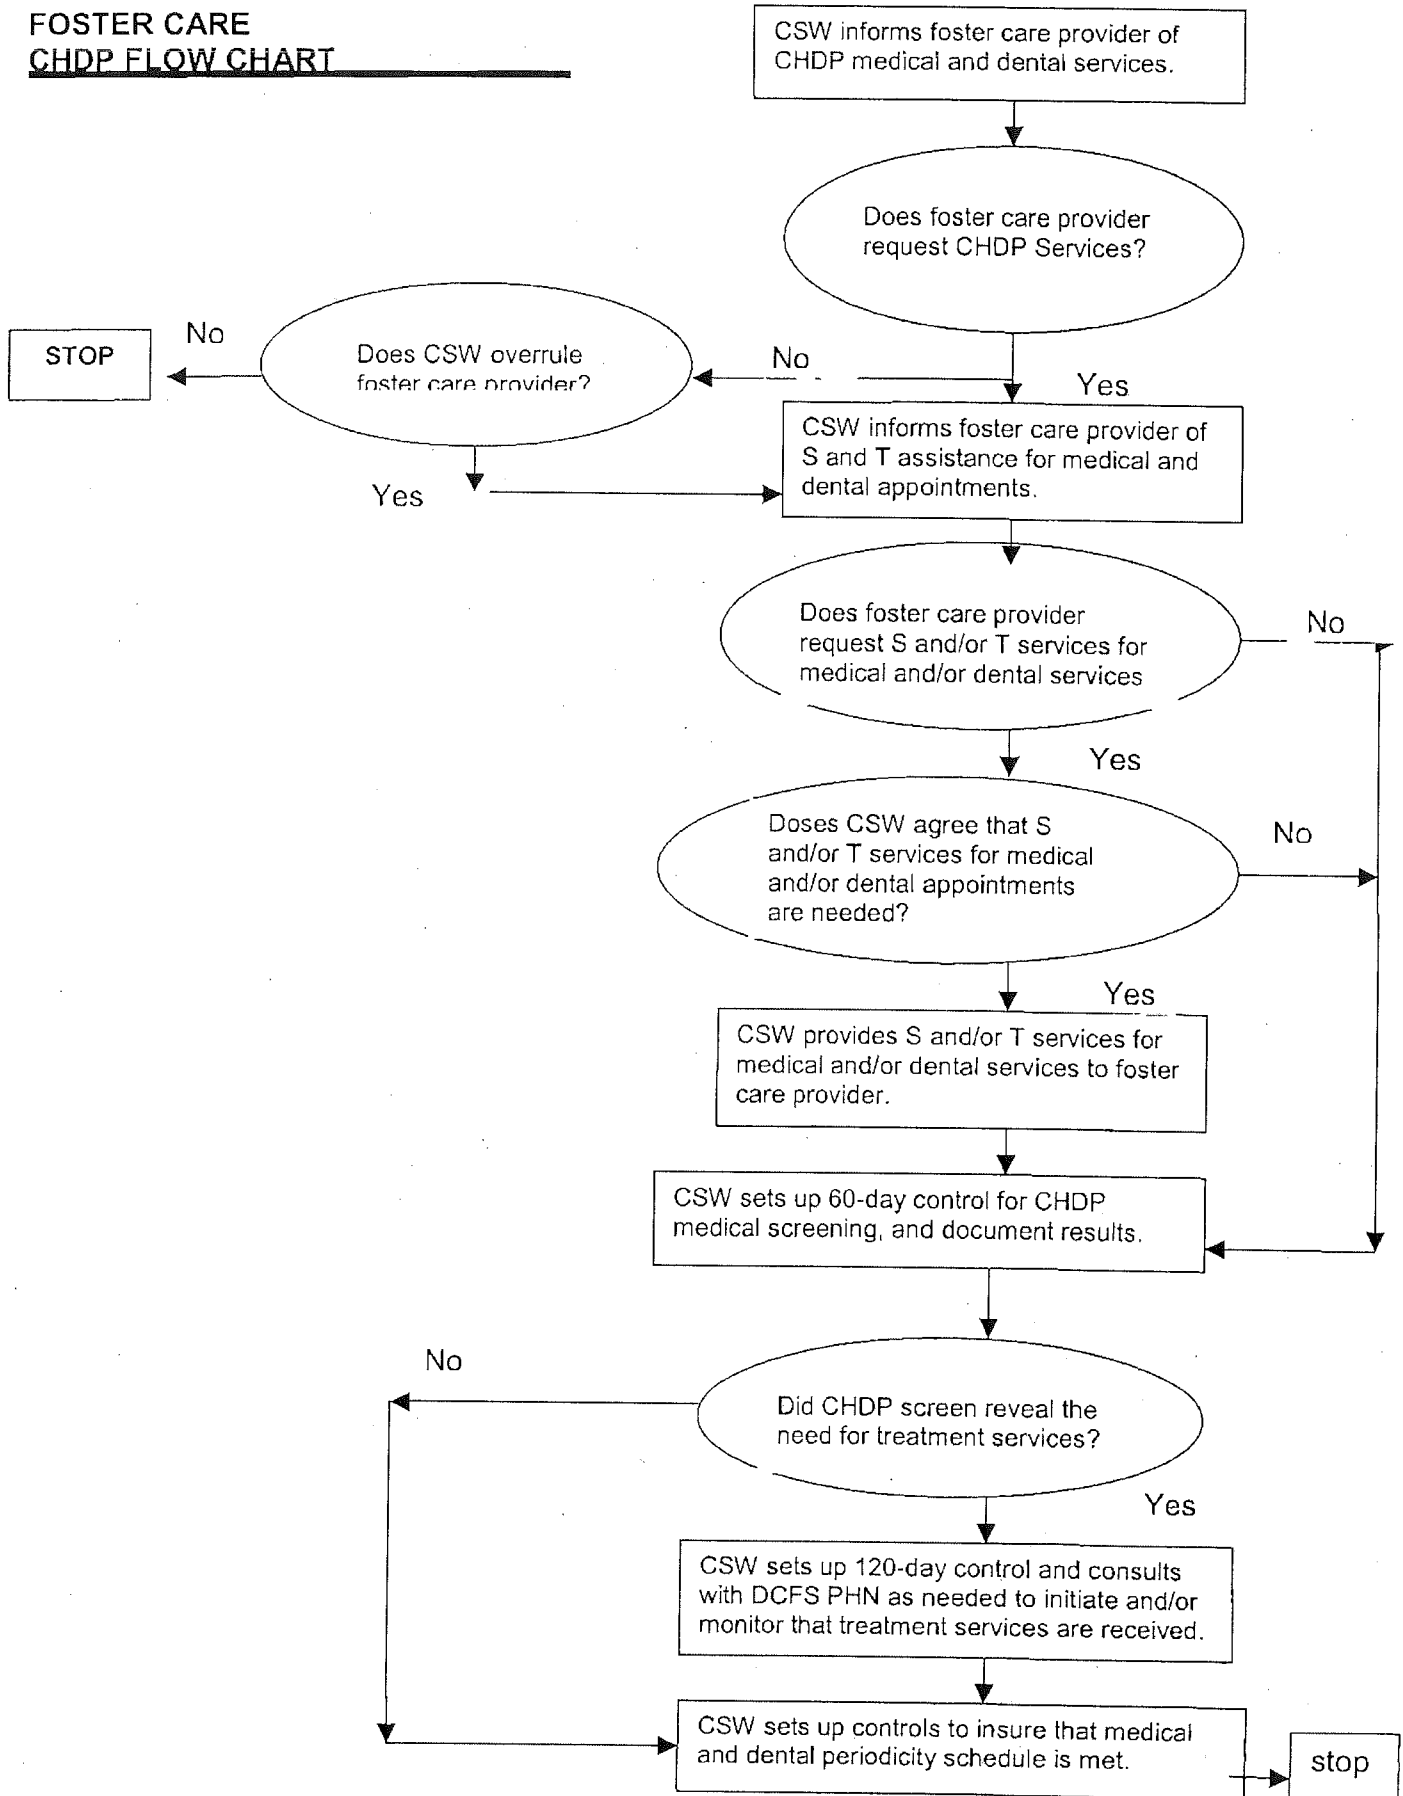 FOSTER CARE
CHDP FLOW CHART
CSW informs foster care provider of
CHDP medical and dental services.
Does foster care provider
request CHDP Services?
No
STOP
Does CSW overrule
foster care provider?
No
Yes
CSW informs foster care provider of
S and T assistance for medical and
dental appointments.
Yes
Does foster care provider
request S and/or T services for
medical and/or dental services
No
Yes
Doses CSW agree that S
and/or T services for medical
and/or dental appointments
are needed?
No
Yes
CSW provides S and/or T services for
medical and/or dental services to foster
care provider.
CSW sets up 60-day control for CHDP
medical screening, and document results.
No
Did CHDP screen reveal the
need for treatment services?
Yes
CSW sets up 120-day control and consults
with DCFS PHN as needed to initiate and/or
monitor that treatment services are received.
CSW sets up controls to insure that medical
and dental periodicity schedule is met.
stop